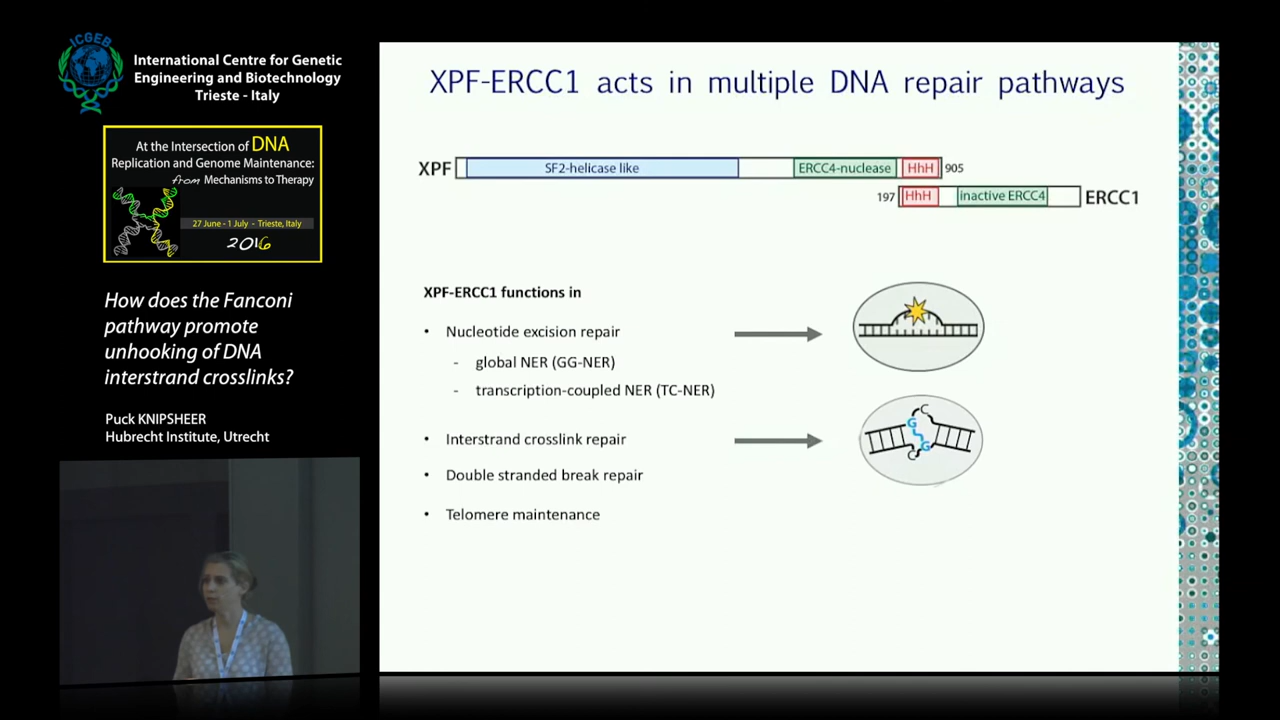 ICGEB
International Centre for Genetic
Engineering and Biotechnology
Trieste - Italy
At the Intersection of DNA
Replication and Genome Maintenance:
from Mechanisms to Therapy
27 June - 1 July - Trieste, Italy
2016
How does the Fanconi
pathway promote
unhooking of DNA
interstrand crosslinks?
Puck KNIPSHEER
Hubrecht Institute, Utrecht
XPF-ERCC1 acts in multiple DNA repair pathways
XPF SF2-helicase like ERCC4-nuclease HhH 905
197 HhH inactive ERCC4 ERCC1
XPF-ERCC1 functions in
• Nucleotide excision repair
- global NER (GG-NER)
- transcription-coupled NER (TC-NER)
• Interstrand crosslink repair
• Double stranded break repair
• Telomere maintenance
C
G
G
C